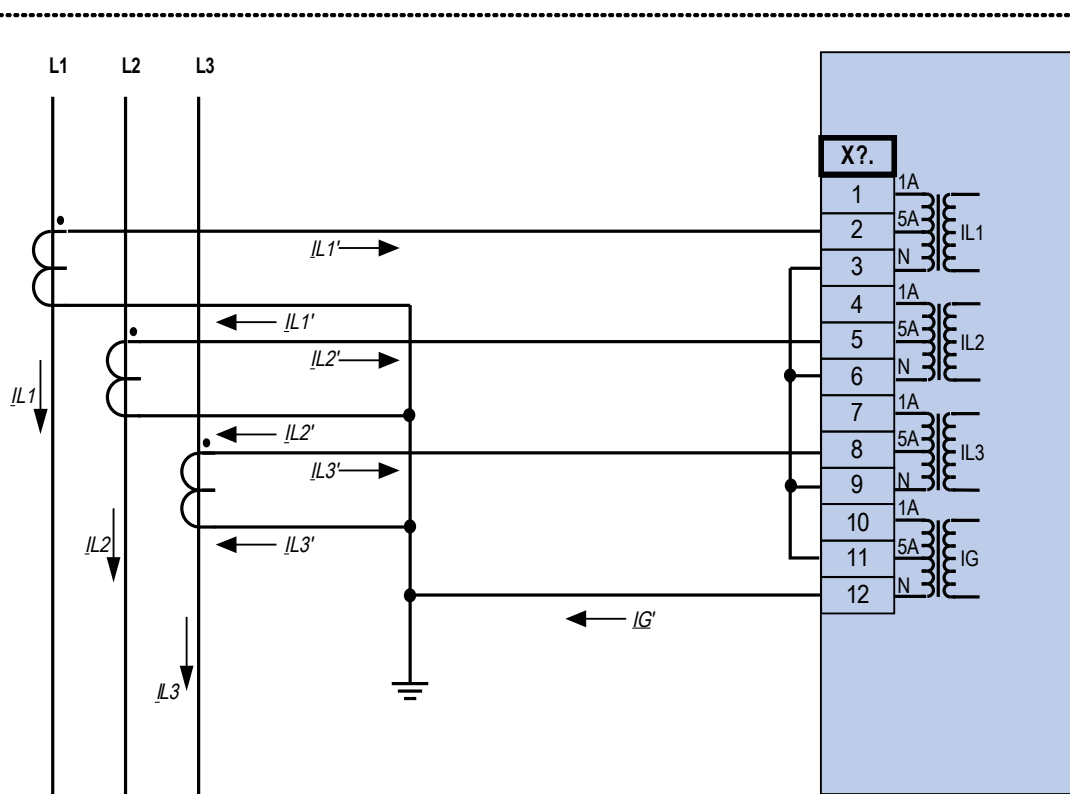 L1 L2 L3
X?.
1 1A
2 5A IL1
3 N
4 1A
5 5A IL2
6 N
7 1A
8 5A IL3
9 N
10 1A
11 5A IG
12 N
IL1'
IL1'
IL2'
IL1
IL2'
IL3'
IL2
IL3'
IG'
IL3